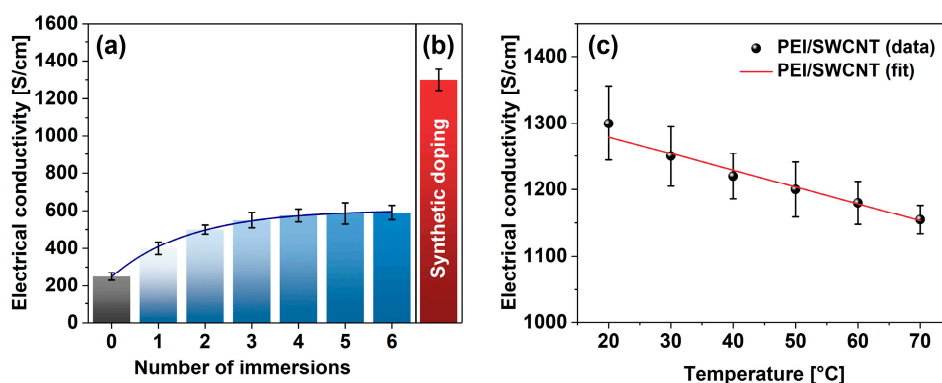 (a)
(b)
Electrical conductivity [S/cm]
1600
1400
1200
1000
800
600
400
200
0
0 1 2 3 4 5 6
Number of immersions
Synthetic doping
(c)
PEI/SWCNT (data)
PEI/SWCNT (fit)
Electrical conductivity [S/cm]
1400
1300
1200
1100
1000
20 30 40 50 60 70
Temperature [°C]